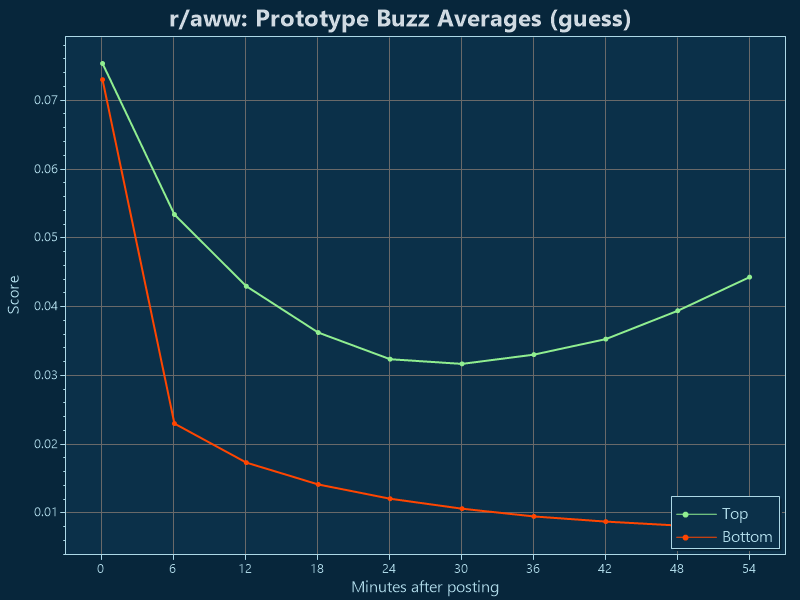 r/aww: Prototype Buzz Averages (guess)
Score
0.07
0.06
0.05
0.04
0.03
0.02
0.01
Top
Bottom
0 6 12 18 24 30 36 42 48 54
Minutes after posting